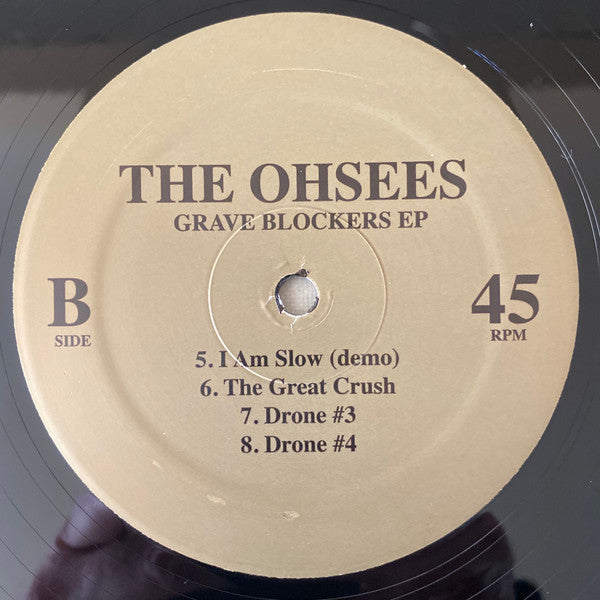 THE OHSEES
GRAVE BLOCKERS EP
B
SIDE
45
RPM
5. I Am Slow (demo)
6. The Great Crush
7. Drone #3
8. Drone #4